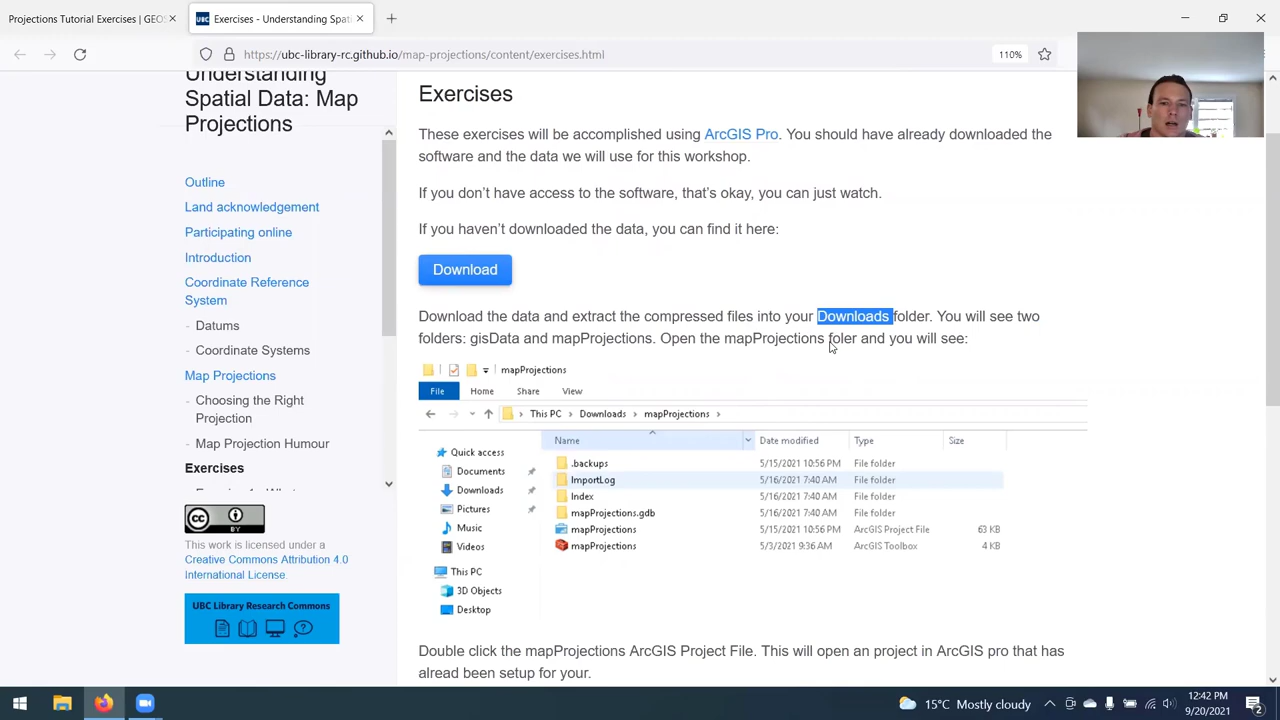 Projections Tutorial Exercises | GEOS
Exercises - Understanding Spati
https://ubc-library-rc.github.io/map-projections/content/exercises.html
110%
Understanding
Spatial Data: Map
Projections
Outline
Land acknowledgement
Participating online
Introduction
Coordinate Reference
System
- Datums
- Coordinate Systems
Map Projections
- Choosing the Right
Projection
- Map Projection Humour
Exercises
CC BY
This work is licensed under a
Creative Commons Attribution 4.0
International License.
UBC Library Research Commons
Exercises
These exercises will be accomplished using ArcGIS Pro. You should have already downloaded the
software and the data we will use for this workshop.
If you don't have access to the software, that's okay, you can just watch.
If you haven't downloaded the data, you can find it here:
Download
Download the data and extract the compressed files into your Downloads folder. You will see two
folders: gisData and mapProjections. Open the mapProjections foler and you will see:
mapProjections
File Home Share View
This PC > Downloads > mapProjections >
Name Date modified Type Size
Quick access
Documents
Downloads
Pictures
Music
Videos
This PC
3D Objects
Desktop
.backups 5/15/2021 10:56 PM File folder
ImportLog 5/16/2021 7:40 AM File folder
Index 5/16/2021 7:40 AM File folder
mapProjections.gdb 5/16/2021 7:40 AM File folder
mapProjections 5/15/2021 10:56 PM ArcGIS Project File 63 KB
mapProjections 5/3/2021 9:36 AM ArcGIS Toolbox 4 KB
Double click the mapProjections ArcGIS Project File. This will open an project in ArcGIS pro that has
alread been setup for your.
15°C Mostly cloudy
12:42 PM
9/20/2021
2